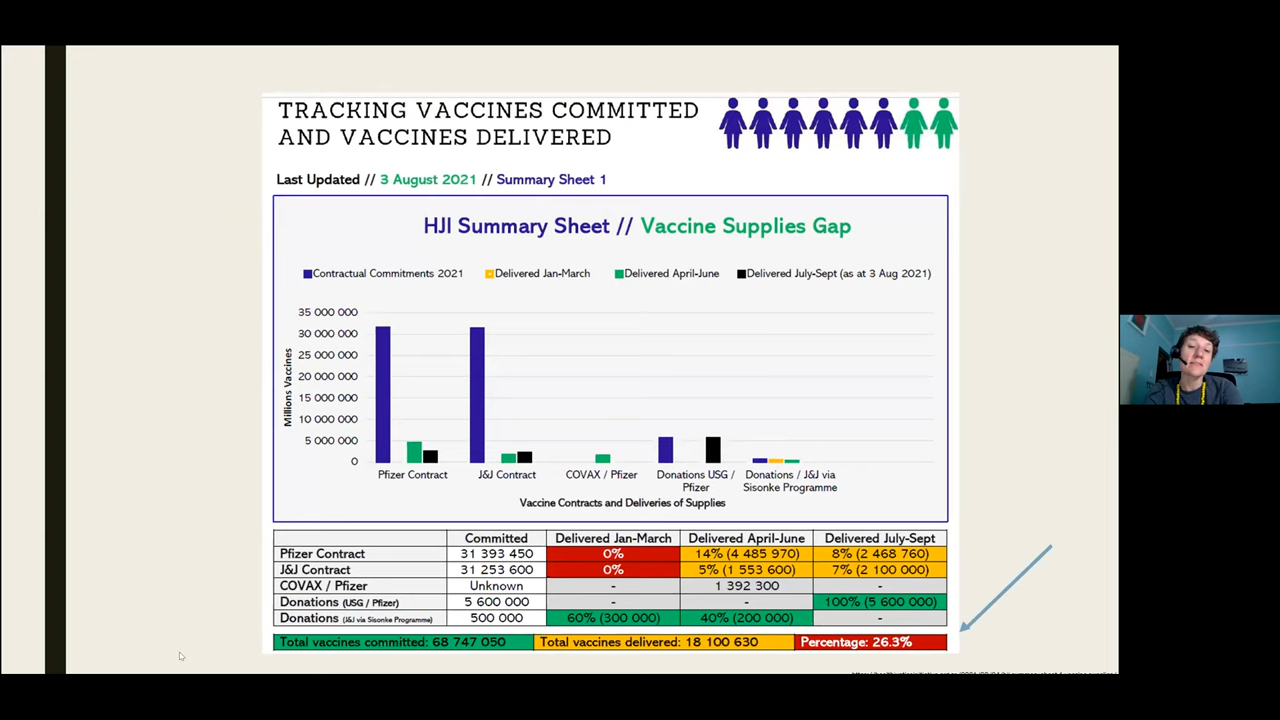 TRACKING VACCINES COMMITTED
AND VACCINES DELIVERED
Last Updated // 3 August 2021 // Summary Sheet 1
HJI Summary Sheet // Vaccine Supplies Gap
Contractual Commitments 2021 Delivered Jan-March Delivered April-June Delivered July-Sept (as at 3 Aug 2021)
Millions Vaccines
35 000 000
30 000 000
25 000 000
20 000 000
15 000 000
10 000 000
5 000 000
0
Pfizer Contract J&J Contract COVAX / Pfizer Donations USG / Donations / J&J via
Pfizer Sisonke Programme
Vaccine Contracts and Deliveries of Supplies
Committed Delivered Jan-March Delivered April-June Delivered July-Sept
Pfizer Contract 31 393 450 0% 14% (4 485 970) 8% (2 468 760)
J&J Contract 31 253 600 0% 5% (1 553 600) 7% (2 100 000)
COVAX / Pfizer Unknown - 1 392 300 -
Donations (USG / Pfizer) 5 600 000 - - 100% (5 600 000)
Donations (J&J via Sisonke Programme) 500 000 60% (300 000) 40% (200 000) -
Total vaccines committed: 68 747 050 Total vaccines delivered: 18 100 630 Percentage: 26.3%